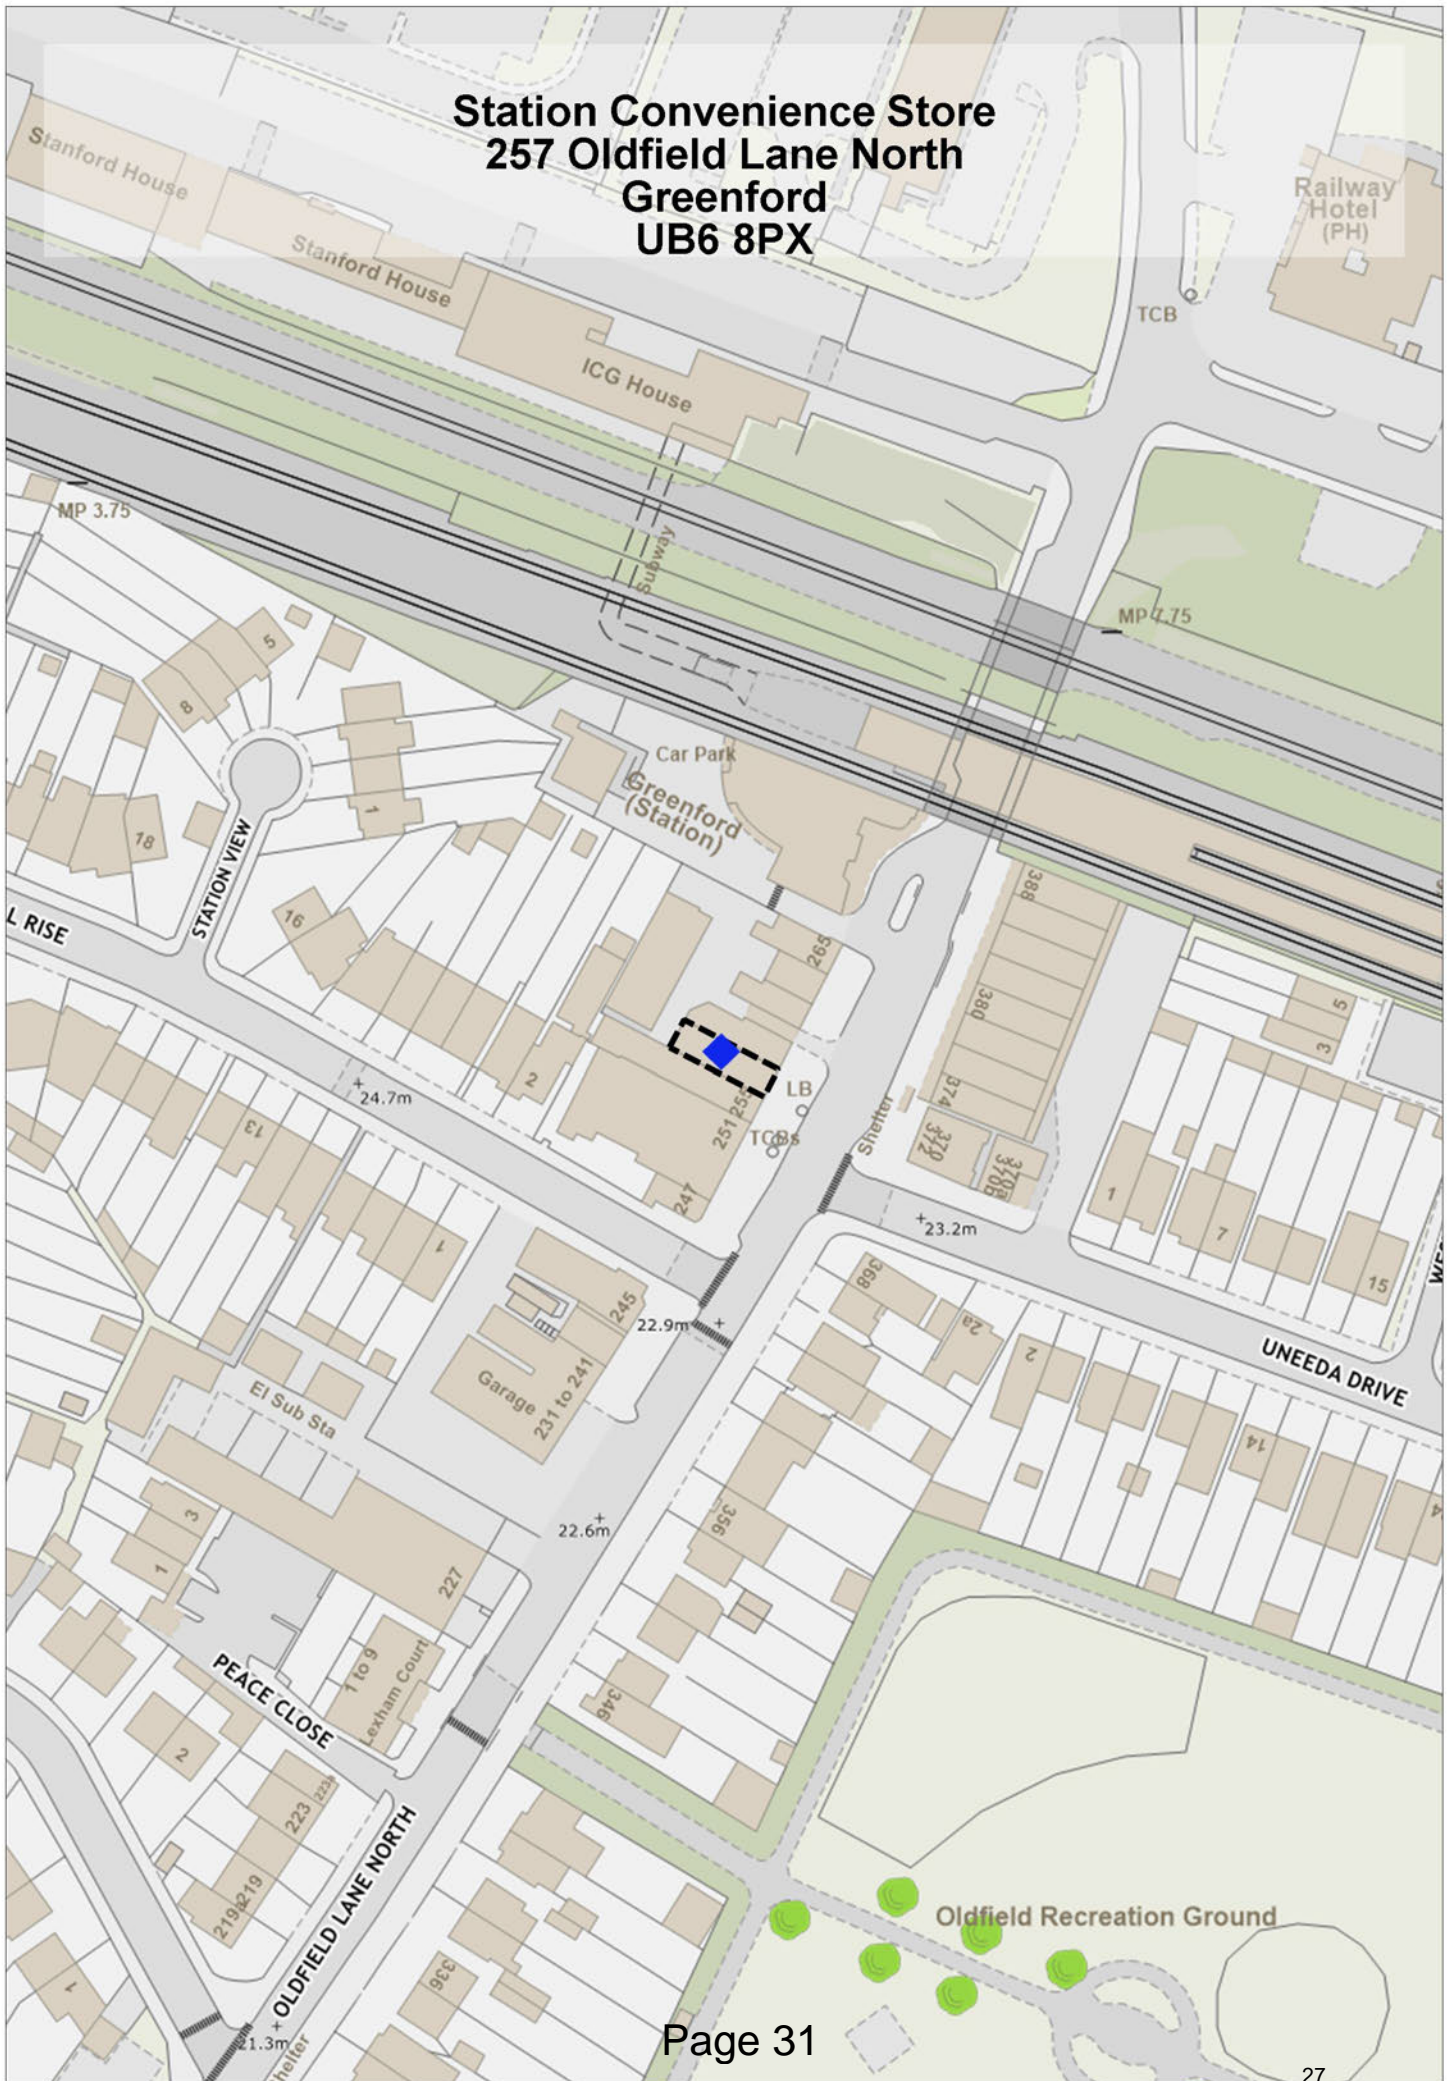 Station Convenience Store
257 Oldfield Lane North
Greenford
UB6 8PX
Stanford House
Stanford House
Railway
Hotel
(PH)
TCB
ICG House
MP 3.75
Subway
MP 7.75
5
8
Car Park
Greenford
(Station)
1
18
STATION VIEW
388
L RISE
16
265
380
5
3
2
LB
374
24.7m
255
251
TCBs
Shelter
13
372
370
370b
370a
1
247
23.2m
7
1
368
15
245
22.9m
2a
2
UNEEDA DRIVE
Garage
231 to 241
El Sub Sta
14
3
356
22.6m
1
227
1 to 9
Lexham Court
PEACE CLOSE
346
2
223a
223
OLDFIELD LANE NORTH
219
219a
Oldfield Recreation Ground
336
1
21.3m
helter
Page 31
27